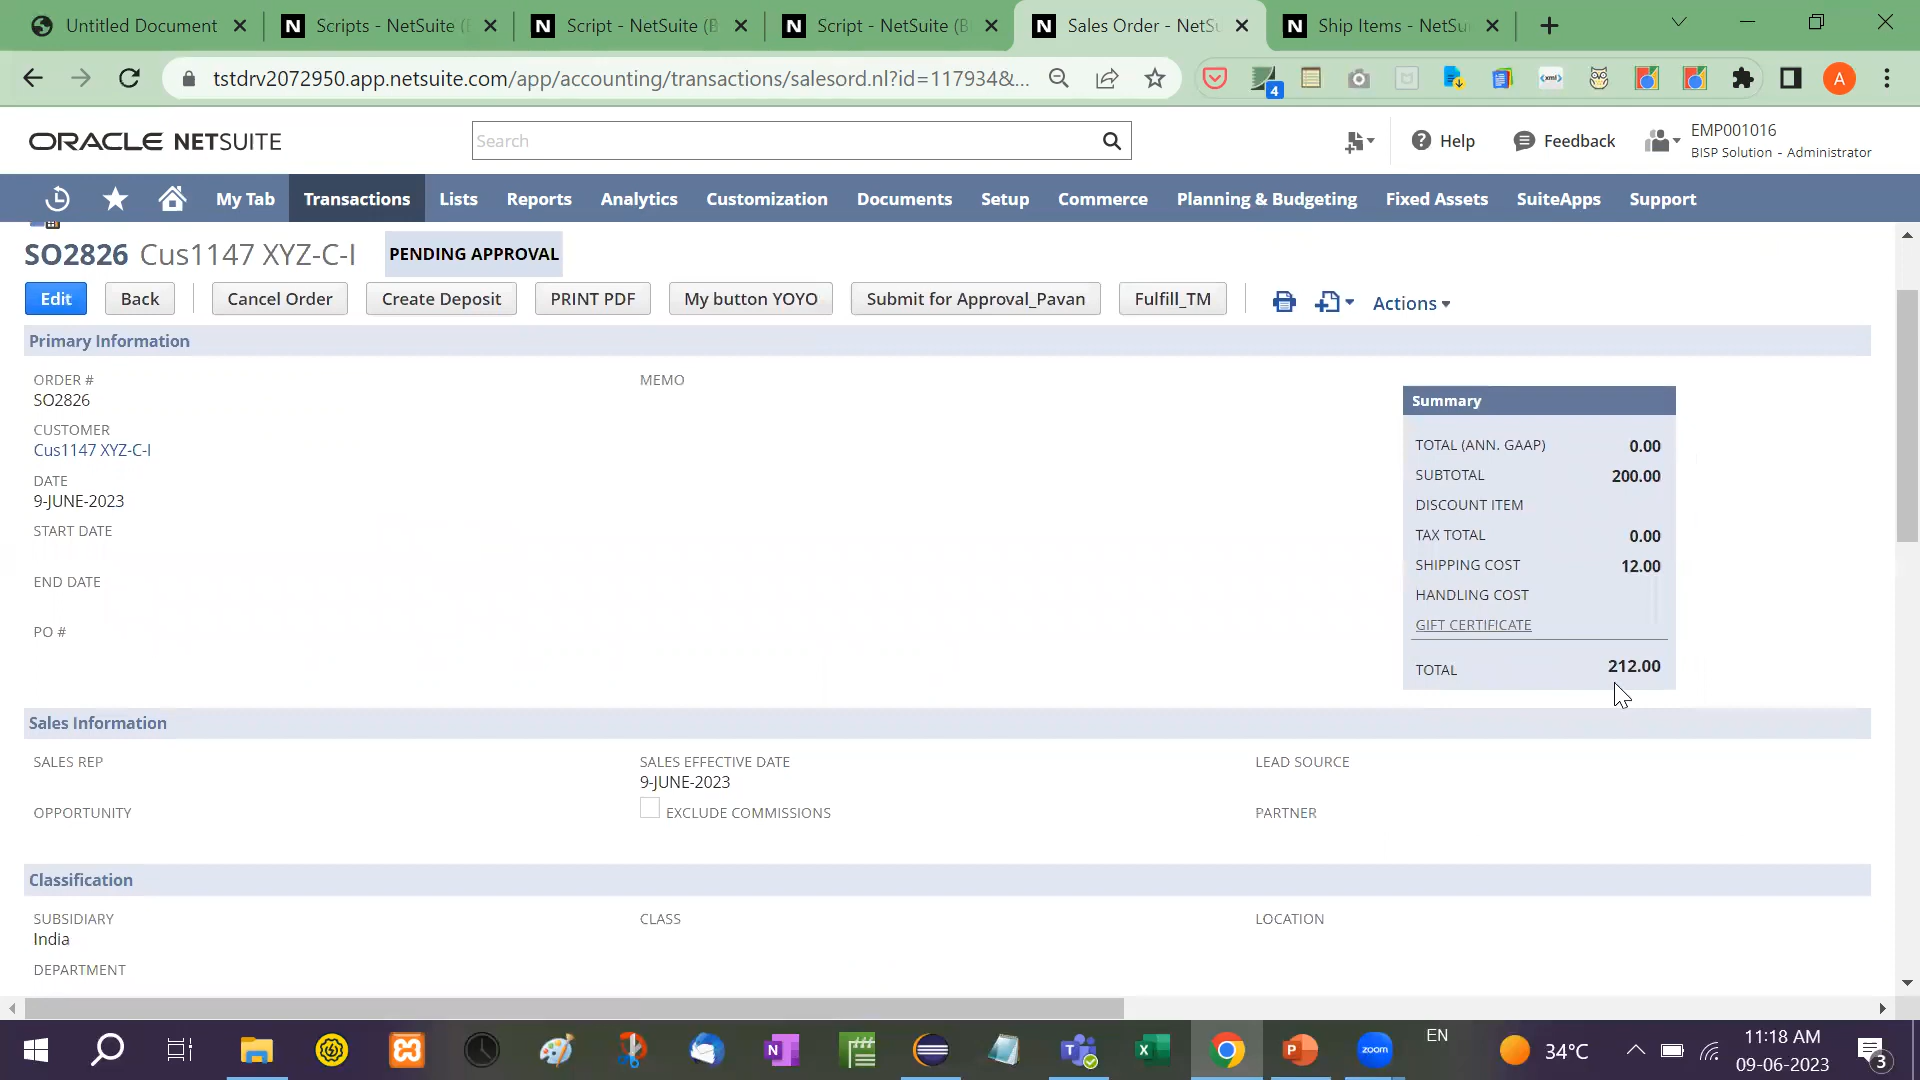 Untitled Document
Scripts - NetSuite (
Script - NetSuite (B
Script - NetSuite (B
Sales Order - NetSu
Ship Items - NetSu
tstdrv2072950.app.netsuite.com/app/accounting/transactions/salesord.nl?id=117934&...
4
A
ORACLE NETSUITE
Search
Help
Feedback
EMP001016
BISP Solution - Administrator
My Tab
Transactions
Lists
Reports
Analytics
Customization
Documents
Setup
Commerce
Planning & Budgeting
Fixed Assets
SuiteApps
Support
SO2826 Cus1147 XYZ-C-I
PENDING APPROVAL
Edit
Back
Cancel Order
Create Deposit
PRINT PDF
My button YOYO
Submit for Approval_Pavan
Fulfill_TM
Actions
Primary Information
ORDER #
SO2826
CUSTOMER
Cus1147 XYZ-C-I
DATE
9-JUNE-2023
START DATE
END DATE
PO #
MEMO
Summary
TOTAL (ANN. GAAP) 0.00
SUBTOTAL 200.00
DISCOUNT ITEM
TAX TOTAL 0.00
SHIPPING COST 12.00
HANDLING COST
GIFT CERTIFICATE
TOTAL 212.00
Sales Information
SALES REP
OPPORTUNITY
SALES EFFECTIVE DATE
9-JUNE-2023
EXCLUDE COMMISSIONS
LEAD SOURCE
PARTNER
Classification
SUBSIDIARY
India
DEPARTMENT
CLASS
LOCATION
zoom
EN
34°C
11:18 AM
09-06-2023
3